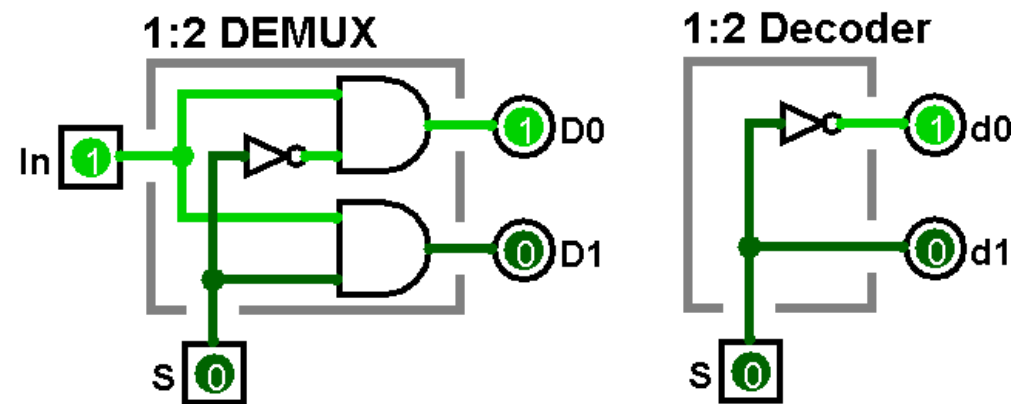 1:2 DEMUX
1:2 Decoder
In 1
1 D0
0 D1
S 0
1 d0
0 d1
S 0